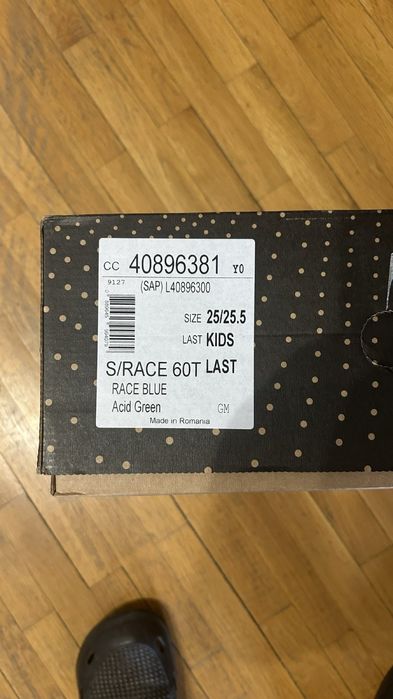 CC 40896381 Y0
9127
(SAP) L40896300
SIZE 25/25.5
LAST KIDS
S/RACE 60T LAST
RACE BLUE
Acid Green GM
Made in Romania